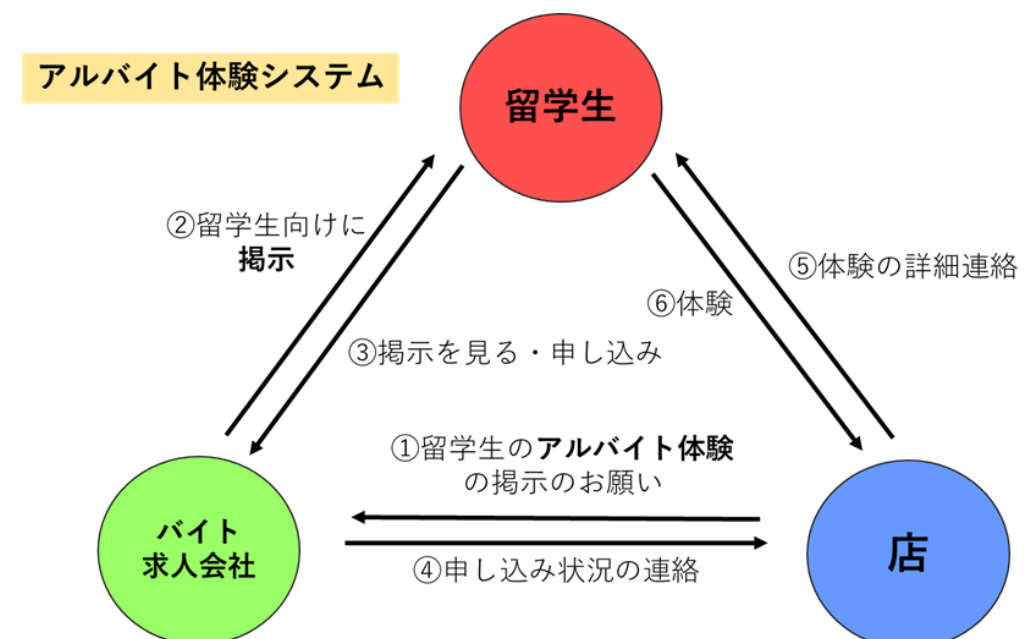 アルバイト体験システム
留学生
②留学生向けに
掲示
⑤体験の詳細連絡
⑥体験
③掲示を見る・申し込み
①留学生のアルバイト体験
の掲示のお願い
バイト
求人会社
店
④申し込み状況の連絡